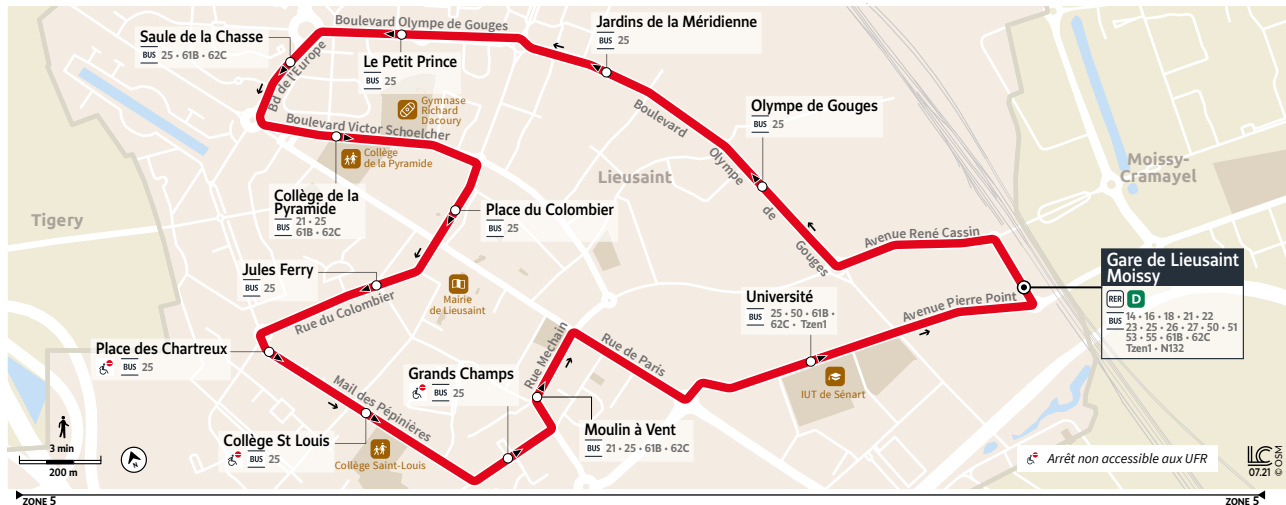 Boulevard Olympe de Gouges
Saule de la Chasse
BUS 25 • 61B • 62C
Le Petit Prince
BUS 25
Jardins de la Méridienne
BUS 25
Bd de l'Europe
Gymnase
Richard
Dacoury
Boulevard Victor Schoelcher
Collège
de la Pyramide
Boulevard
Olympe
de
Gouges
Olympe de Gouges
BUS 25
Lieusaint
Moissy-
Cramayel
Tigery
Collège de la
Pyramide
BUS 21 • 25
61B • 62C
Place du Colombier
BUS 25
Avenue René Cassin
Gare de Lieusaint
Moissy
RER D
BUS 14 • 16 • 18 • 21 • 22
23 • 25 • 26 • 27 • 50 • 51
53 • 55 • 61B • 62C
Tzen1 • N132
Jules Ferry
BUS 25
Rue du Colombier
Mairie
de Lieusaint
Université
BUS 25 • 50 • 61B •
62C • Tzen1
Avenue Pierre Point
Place des Chartreux
BUS 25
Rue Mechain
Rue de Paris
Grands Champs
BUS 25
IUT de Sénart
Mail des Pépinières
Collège St Louis
BUS 25
Moulin à Vent
BUS 21 • 25 • 61B • 62C
Collège Saint-Louis
3 min
200 m
N
Arrêt non accessible aux UFR
LC
07.21
© OSM
ZONE 5
ZONE 5